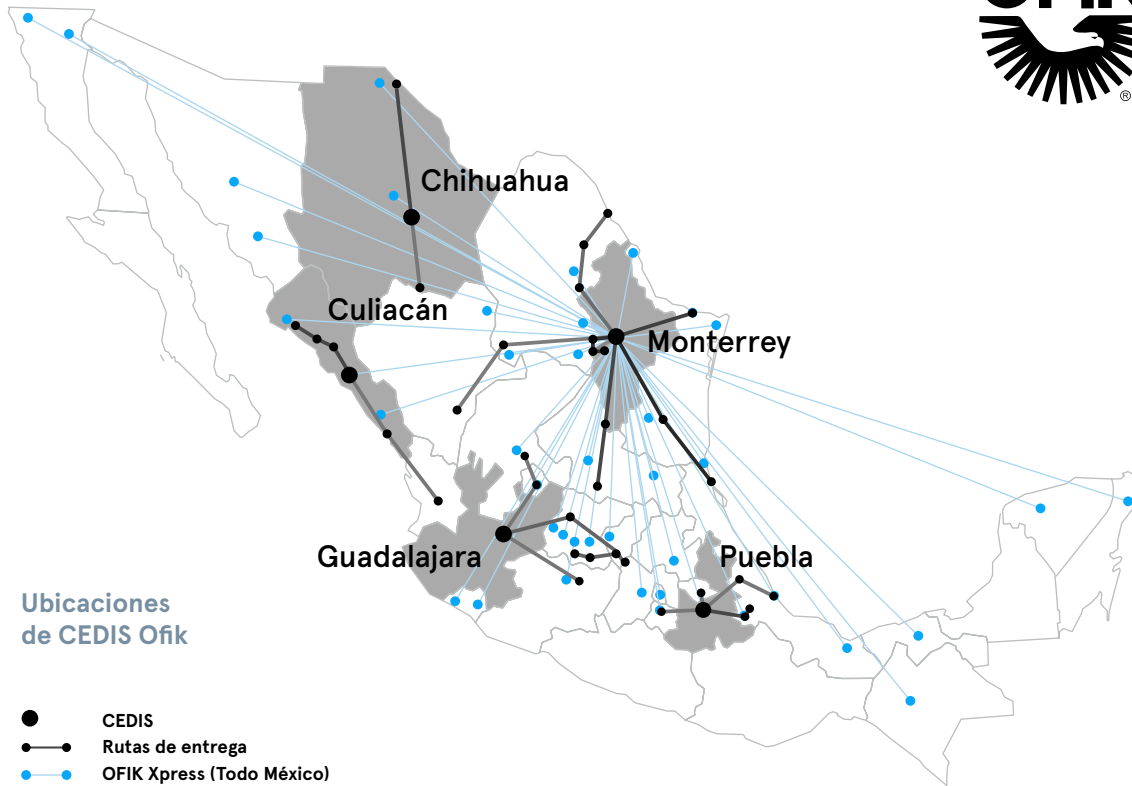 Chihuahua
Culiacán
Monterrey
Guadalajara
Puebla
Ubicaciones
de CEDIS Ofik
CEDIS
Rutas de entrega
OFIK Xpress (Todo México)
®